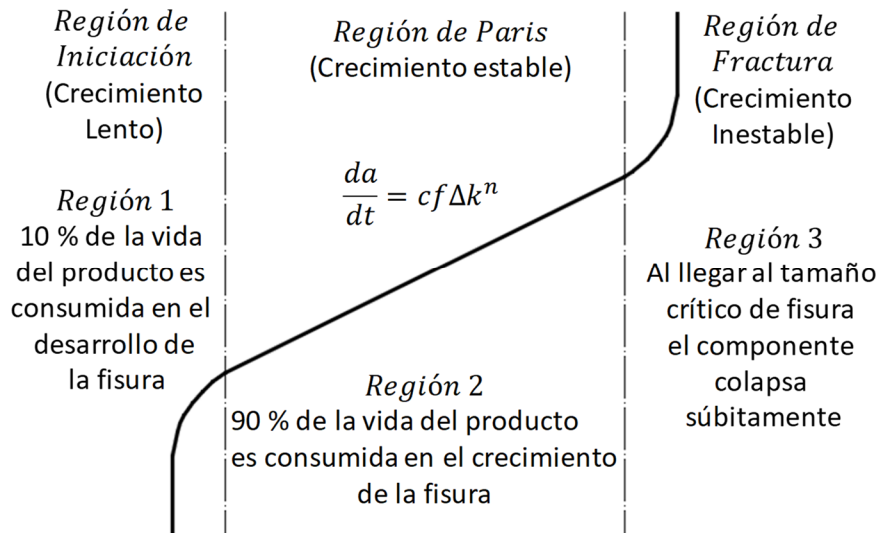 Región de
Iniciación
(Crecimiento
Lento)
Región 1
10 % de la vida
del producto es
consumida en el
desarrollo de
la fisura
Región de Paris
(Crecimiento estable)
da
dt
= cfΔkⁿ
Región 2
90 % de la vida del producto
es consumida en el crecimiento
de la fisura
Región de
Fractura
(Crecimiento
Inestable)
Región 3
Al llegar al tamaño
crítico de fisura
el componente
colapsa
súbitamente